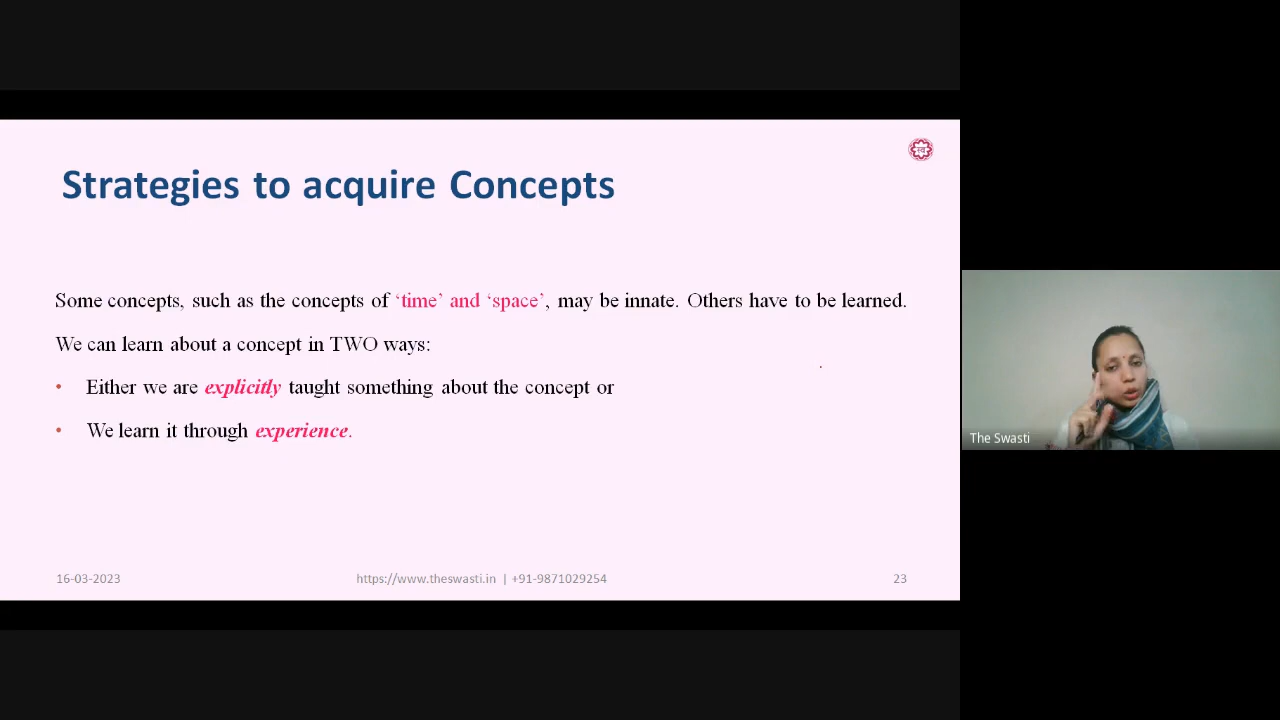 Strategies to acquire Concepts
Some concepts, such as the concepts of ‘time’ and ‘space’, may be innate. Others have to be learned.
We can learn about a concept in TWO ways:
• Either we are explicitly taught something about the concept or
• We learn it through experience.
The Swasti
16-03-2023
https://www.theswasti.in | +91-9871029254
23